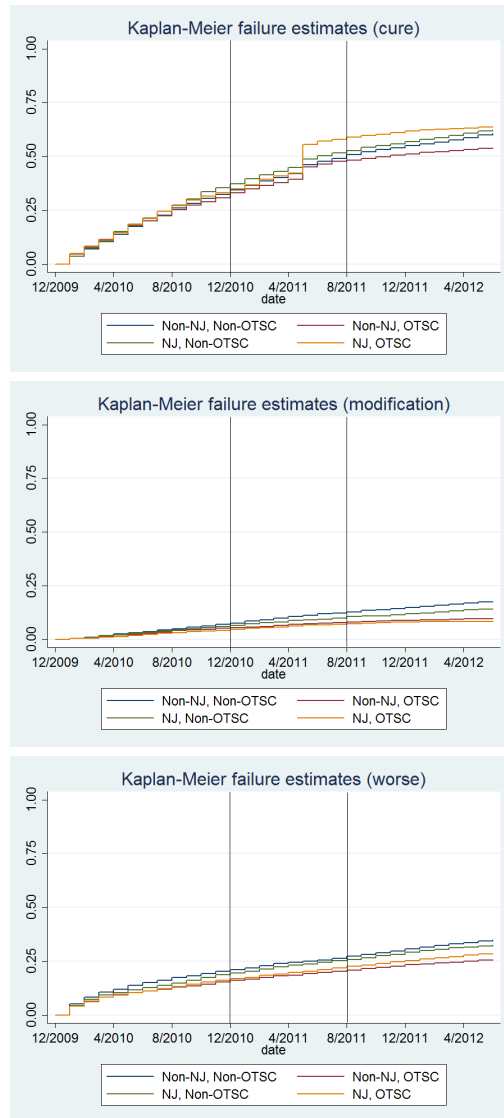 Kaplan-Meier failure estimates (cure)
1.00
0.75
0.50
0.25
0.00
12/2009 4/2010 8/2010 12/2010 4/2011 8/2011 12/2011 4/2012
date
Non-NJ, Non-OTSC Non-NJ, OTSC
NJ, Non-OTSC NJ, OTSC
Kaplan-Meier failure estimates (modification)
1.00
0.75
0.50
0.25
0.00
12/2009 4/2010 8/2010 12/2010 4/2011 8/2011 12/2011 4/2012
date
Non-NJ, Non-OTSC Non-NJ, OTSC
NJ, Non-OTSC NJ, OTSC
Kaplan-Meier failure estimates (worse)
1.00
0.75
0.50
0.25
0.00
12/2009 4/2010 8/2010 12/2010 4/2011 8/2011 12/2011 4/2012
date
Non-NJ, Non-OTSC Non-NJ, OTSC
NJ, Non-OTSC NJ, OTSC